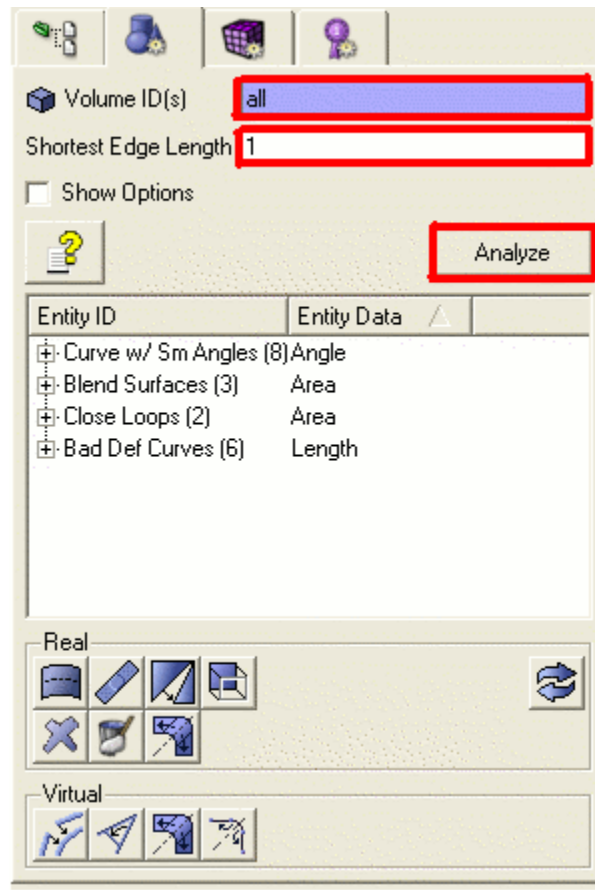 Volume ID(s) all
Shortest Edge Length 1
Show Options
Analyze
Entity ID Entity Data
Curve w/ Sm Angles (8) Angle
Blend Surfaces (3) Area
Close Loops (2) Area
Bad Def Curves (6) Length
Real
Virtual